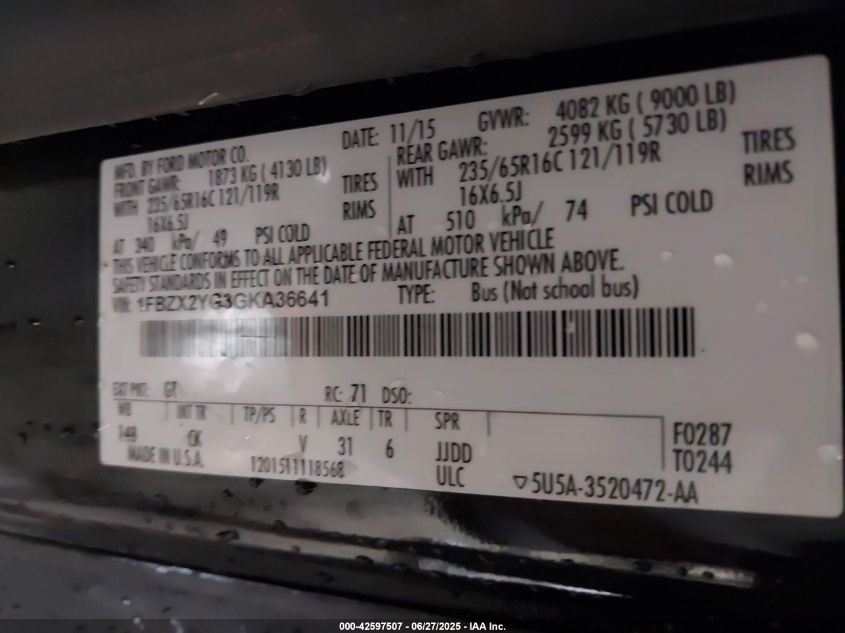 MFD. BY FORD MOTOR CO. DATE: 11/15 GVWR: 4082 KG ( 9000 LB)
FRONT GAWR: 1873 KG ( 4130 LB) REAR GAWR: 2599 KG ( 5730 LB)
WITH 235/65R16C 121/119R TIRES WITH 235/65R16C 121/119R TIRES
16X6.5J RIMS 16X6.5J RIMS
AT 340 kPa/ 49 PSI COLD AT 510 kPa/ 74 PSI COLD
THIS VEHICLE CONFORMS TO ALL APPLICABLE FEDERAL MOTOR VEHICLE
SAFETY STANDARDS IN EFFECT ON THE DATE OF MANUFACTURE SHOWN ABOVE.
VIN: 1FBZX2YG3GKA36641 TYPE: Bus (Not school bus)
EXT PNT: RC: 71 DSO:
WB INT TR TP/PS R AXLE TR SPR F0287
148 CK V 31 6 JJDD T0244
MADE IN U.S.A. 1201511118568 ULC ▽5U5A-3520472-AA
000-42597507 - 06/27/2025 - IAA Inc.